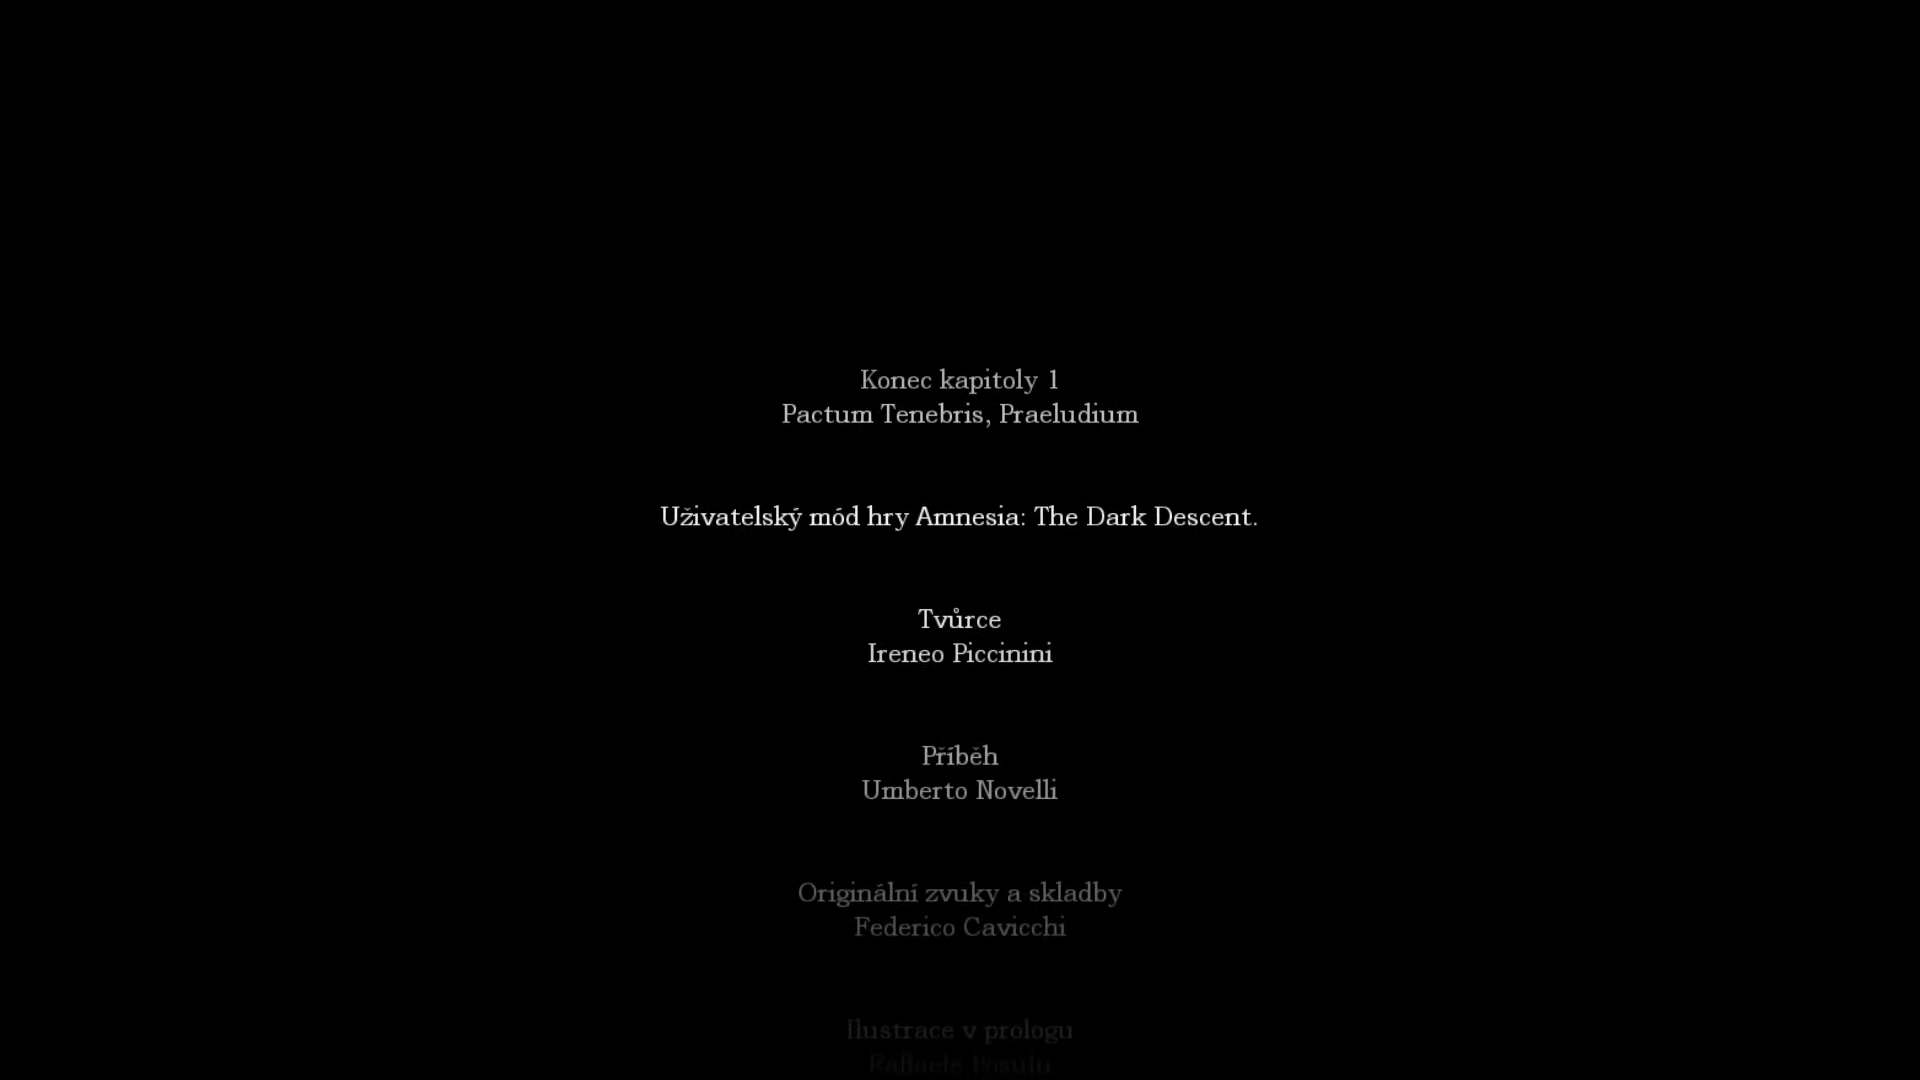 Konec kapitoly 1
Pactum Tenebris, Praeludium
Uživatelský mód hry Amnesia: The Dark Descent.
Tvůrce
Ireneo Piccinini
Příběh
Umberto Novelli
Originální zvuky a skladby
Federico Cavicchi
Ilustrace v prologu
Raffaele